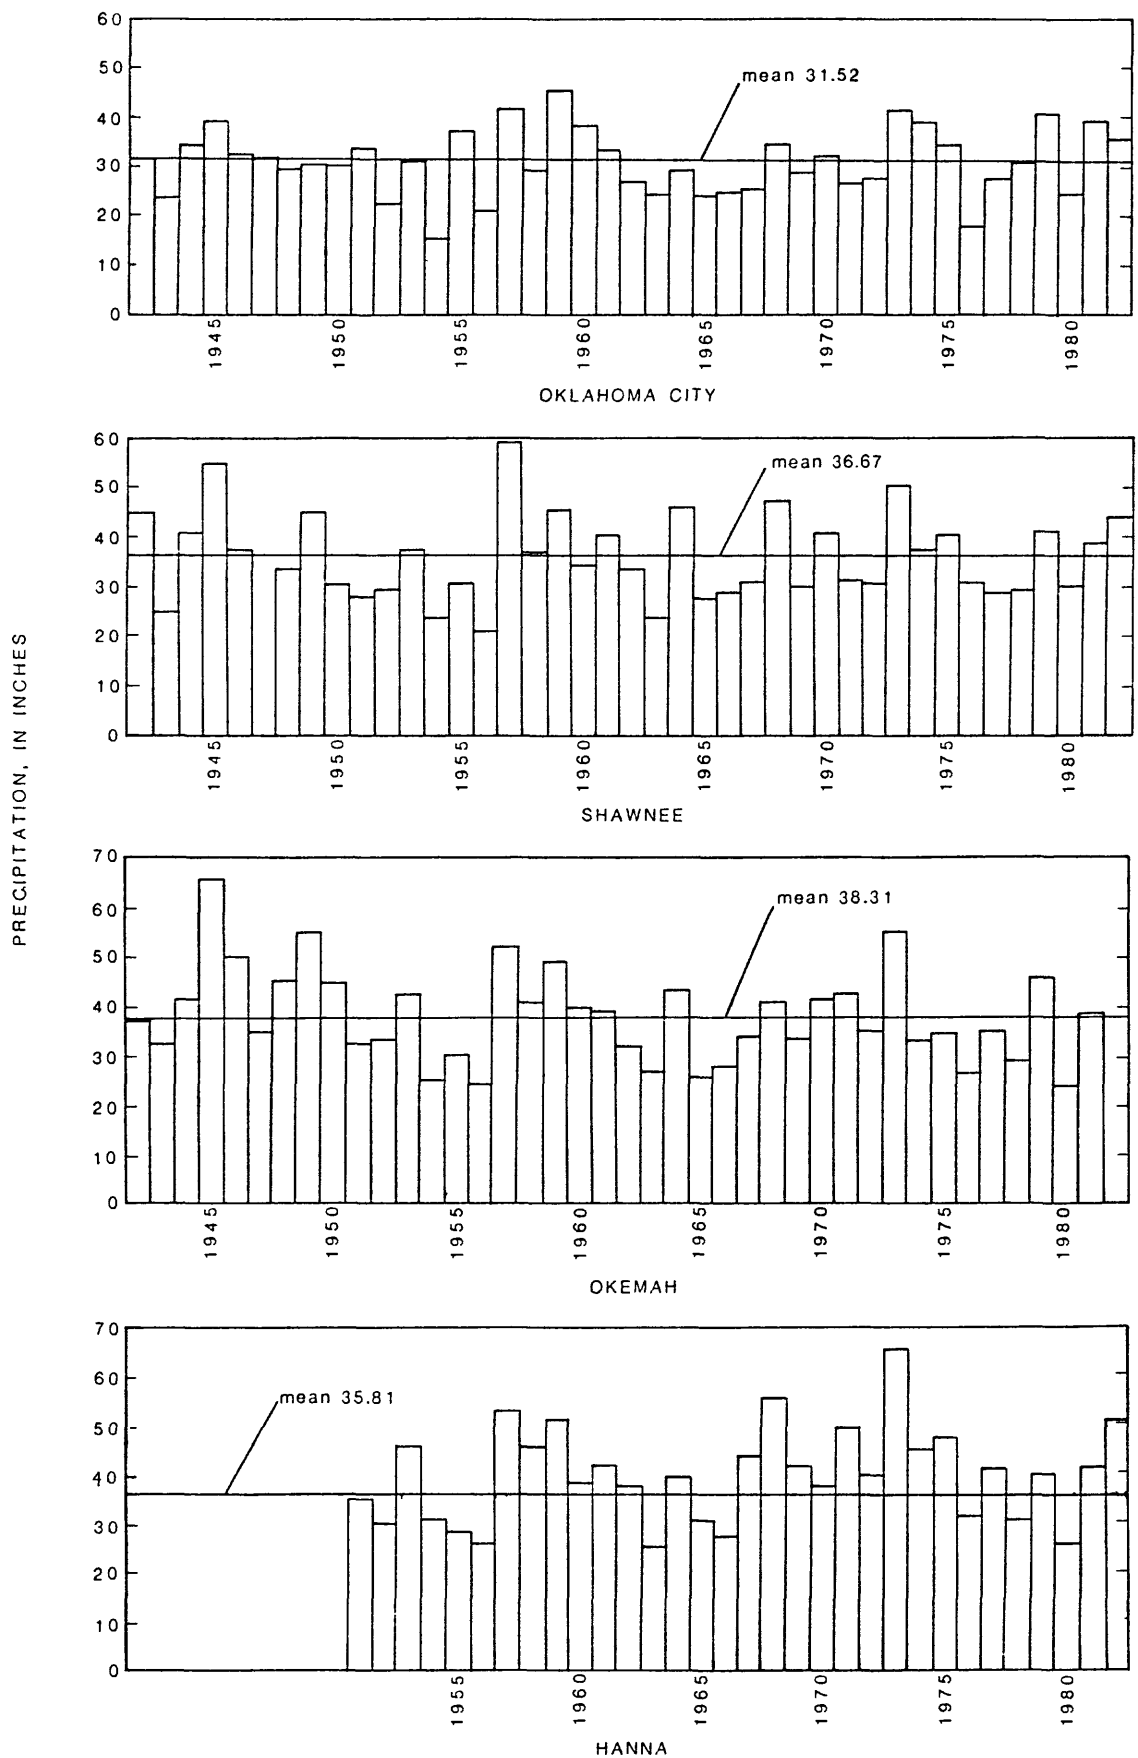 PRECIPITATION, IN INCHES
60
50
40
30
20
10
0
mean 31.52
1945 1950 1955 1960 1965 1970 1975 1980
OKLAHOMA CITY
60
50
40
30
20
10
0
mean 36.67
1945 1950 1955 1960 1965 1970 1975 1980
SHAWNEE
70
60
50
40
30
20
10
0
mean 38.31
1945 1950 1955 1960 1965 1970 1975 1980
OKEMAH
70
60
50
40
30
20
10
0
mean 35.81
1955 1960 1965 1970 1975 1980
HANNA